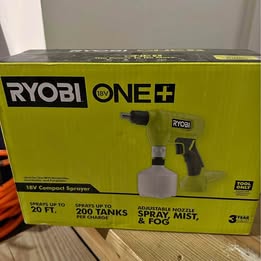 RYOBI 18V ONE+
RYOBI
18V Compact Sprayer
TOOL
ONLY
SPRAYS UP TO
20 FT.
SPRAYS UP TO
200 TANKS
PER CHARGE
ADJUSTABLE NOZZLE
SPRAY, MIST,
& FOG
3 YEAR